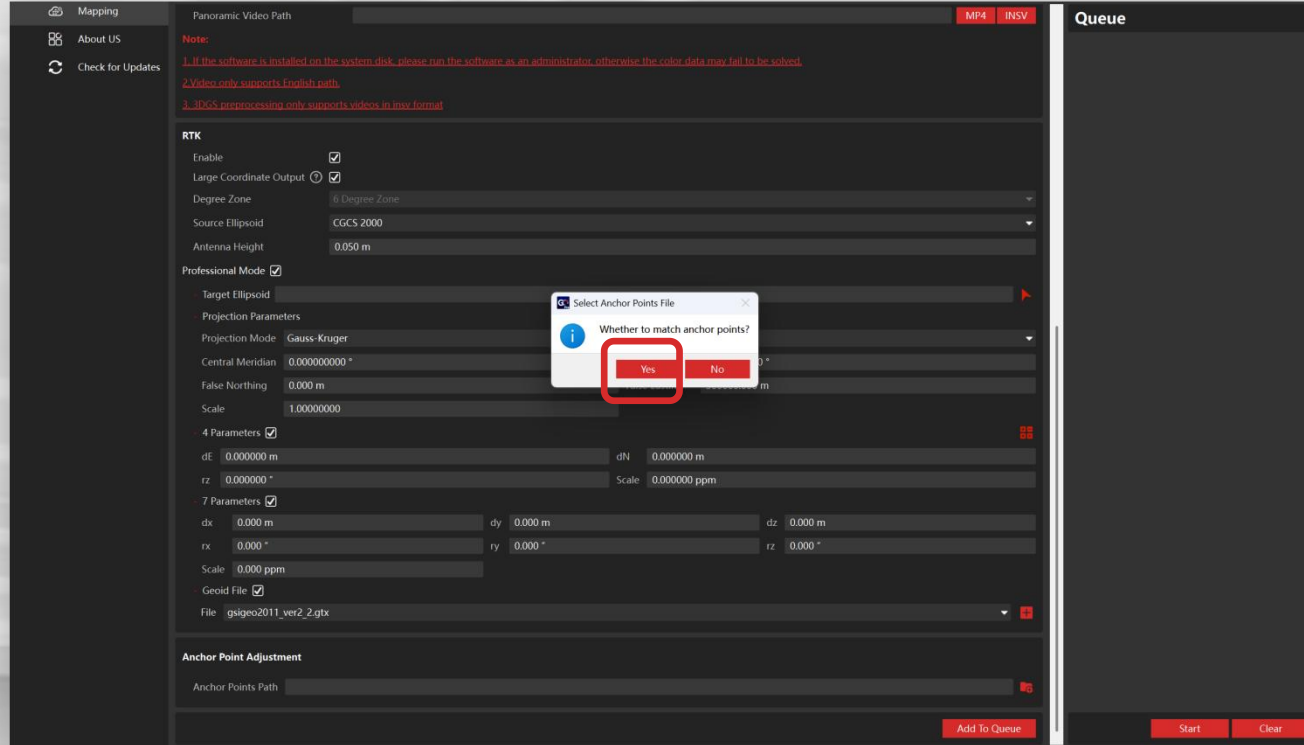 Mapping
About US
Check for Updates
Panoramic Video Path MP4 INSV
Note:
1. If the software is installed on the system disk, please run the software as an administrator, otherwise the color data may fail to be solved.
2.Video only supports English path.
3. 3DGS preprocessing only supports videos in insv format
RTK
Enable
Large Coordinate Output ?
Degree Zone 6 Degree Zone
Source Ellipsoid CGCS 2000
Antenna Height 0.050 m
Professional Mode
Target Ellipsoid
Projection Parameters
Projection Mode Gauss-Kruger
Central Meridian 0.000000000 °
False Northing 0.000 m
Scale 1.00000000
4 Parameters
dE 0.000000 m dN 0.000000 m
rz 0.000000 " Scale 0.000000 ppm
7 Parameters
dx 0.000 m dy 0.000 m dz 0.000 m
rx 0.000 " ry 0.000 " rz 0.000 "
Scale 0.000 ppm
Geoid File
File gsigeo2011_ver2_2.gtx
Anchor Point Adjustment
Anchor Points Path
Add To Queue
Select Anchor Points File
Whether to match anchor points?
Yes No
Queue
Start Clear